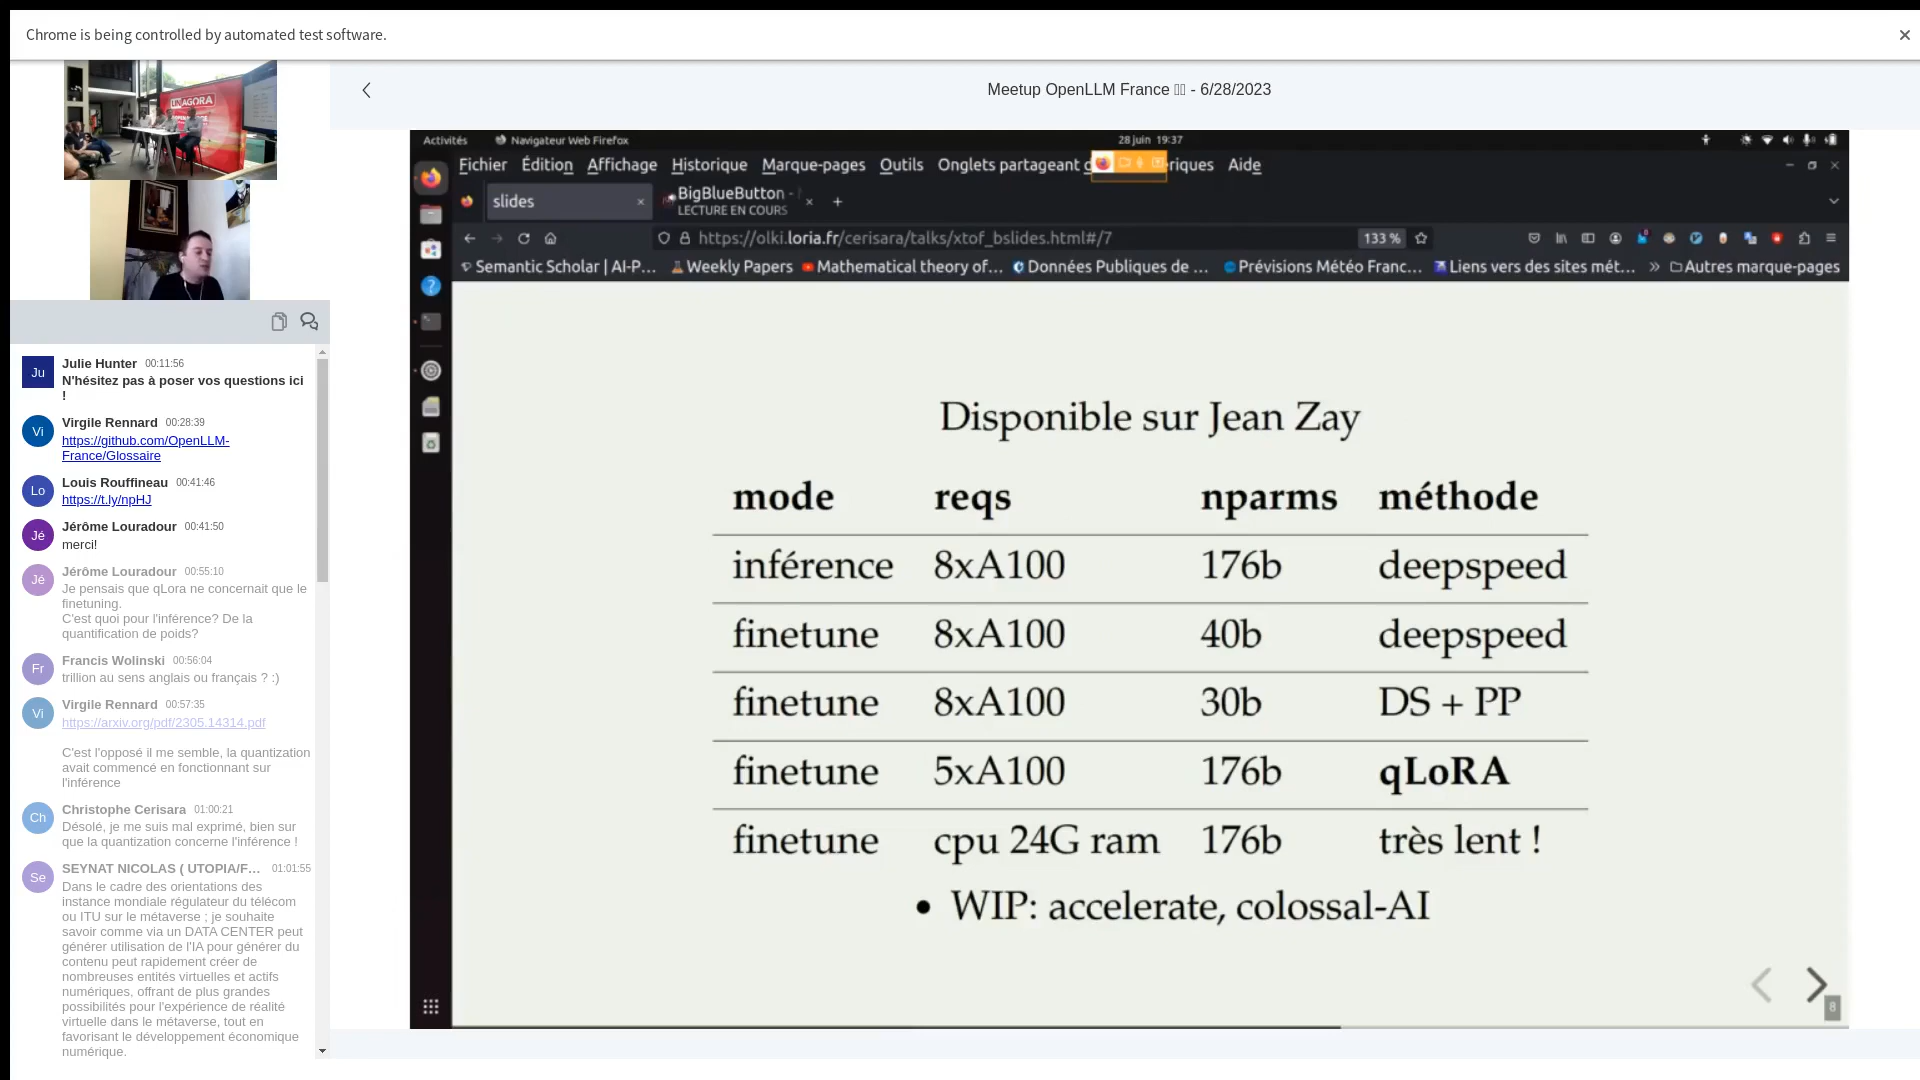 Chrome is being controlled by automated test software.
Meetup OpenLLM France - 6/28/2023
LINAGORA
Julie Hunter 00:11:56
N'hésitez pas à poser vos questions ici
!
Virgile Rennard 00:28:39
https://github.com/OpenLLM-
France/Glossaire
Louis Rouffineau 00:41:46
https://t.ly/npHJ
Jérôme Louradour 00:41:50
merci!
Jérôme Louradour 00:55:10
Je pensais que qLora ne concernait que le
finetuning.
C'est quoi pour l'inférence? De la
quantification de poids?
Francis Wolinski 00:56:04
trillion au sens anglais ou français ? :)
Virgile Rennard 00:57:35
https://arxiv.org/pdf/2305.14314.pdf
C'est l'opposé il me semble, la quantization
avait commencé en fonctionnant sur
l'inférence
Christophe Cerisara 01:00:21
Désolé, je me suis mal exprimé, bien sur
que la quantization concerne l'inférence !
SEYNAT NICOLAS ( UTOPIA/F... 01:01:55
Dans le cadre des orientations des
instance mondiale régulateur du télécom
ou ITU sur le métaverse ; je souhaite
savoir comme via un DATA CENTER peut
générer utilisation de l'IA pour générer du
contenu peut rapidement créer de
nombreuses entités virtuelles et actifs
numériques, offrant de plus grandes
possibilités pour l'expérience de réalité
virtuelle dans le métaverse, tout en
favorisant le développement économique
numérique.
Ju
Vi
Lo
Jé
Jé
Fr
Vi
Ch
Se
Activités Navigateur Web Firefox 28 juin 19:37
Fichier Édition Affichage Historique Marque-pages Outils Onglets partageant d riques Aide
slides × BigBlueButton - × +
LECTURE EN COURS
https://olki.loria.fr/cerisara/talks/xtof_bslides.html#/7 133 %
Semantic Scholar | AI-P... Weekly Papers Mathematical theory of... Données Publiques de ... Prévisions Météo Franc... Liens vers des sites mét... » Autres marque-pages
Disponible sur Jean Zay
mode reqs nparms méthode
inférence 8xA100 176b deepspeed
finetune 8xA100 40b deepspeed
finetune 8xA100 30b DS + PP
finetune 5xA100 176b qLoRA
finetune cpu 24G ram 176b très lent !
• WIP: accelerate, colossal-AI
8